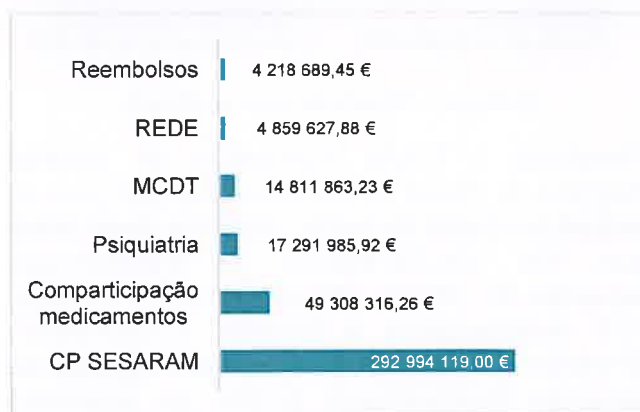 Reembolsos 4 218 689,45 €
REDE 4 859 627,88 €
MCDT 14 811 863,23 €
Psiquiatria 17 291 985,92 €
Comparticipação
medicamentos 49 308 316,26 €
CP SESARAM 292 994 119,00 €